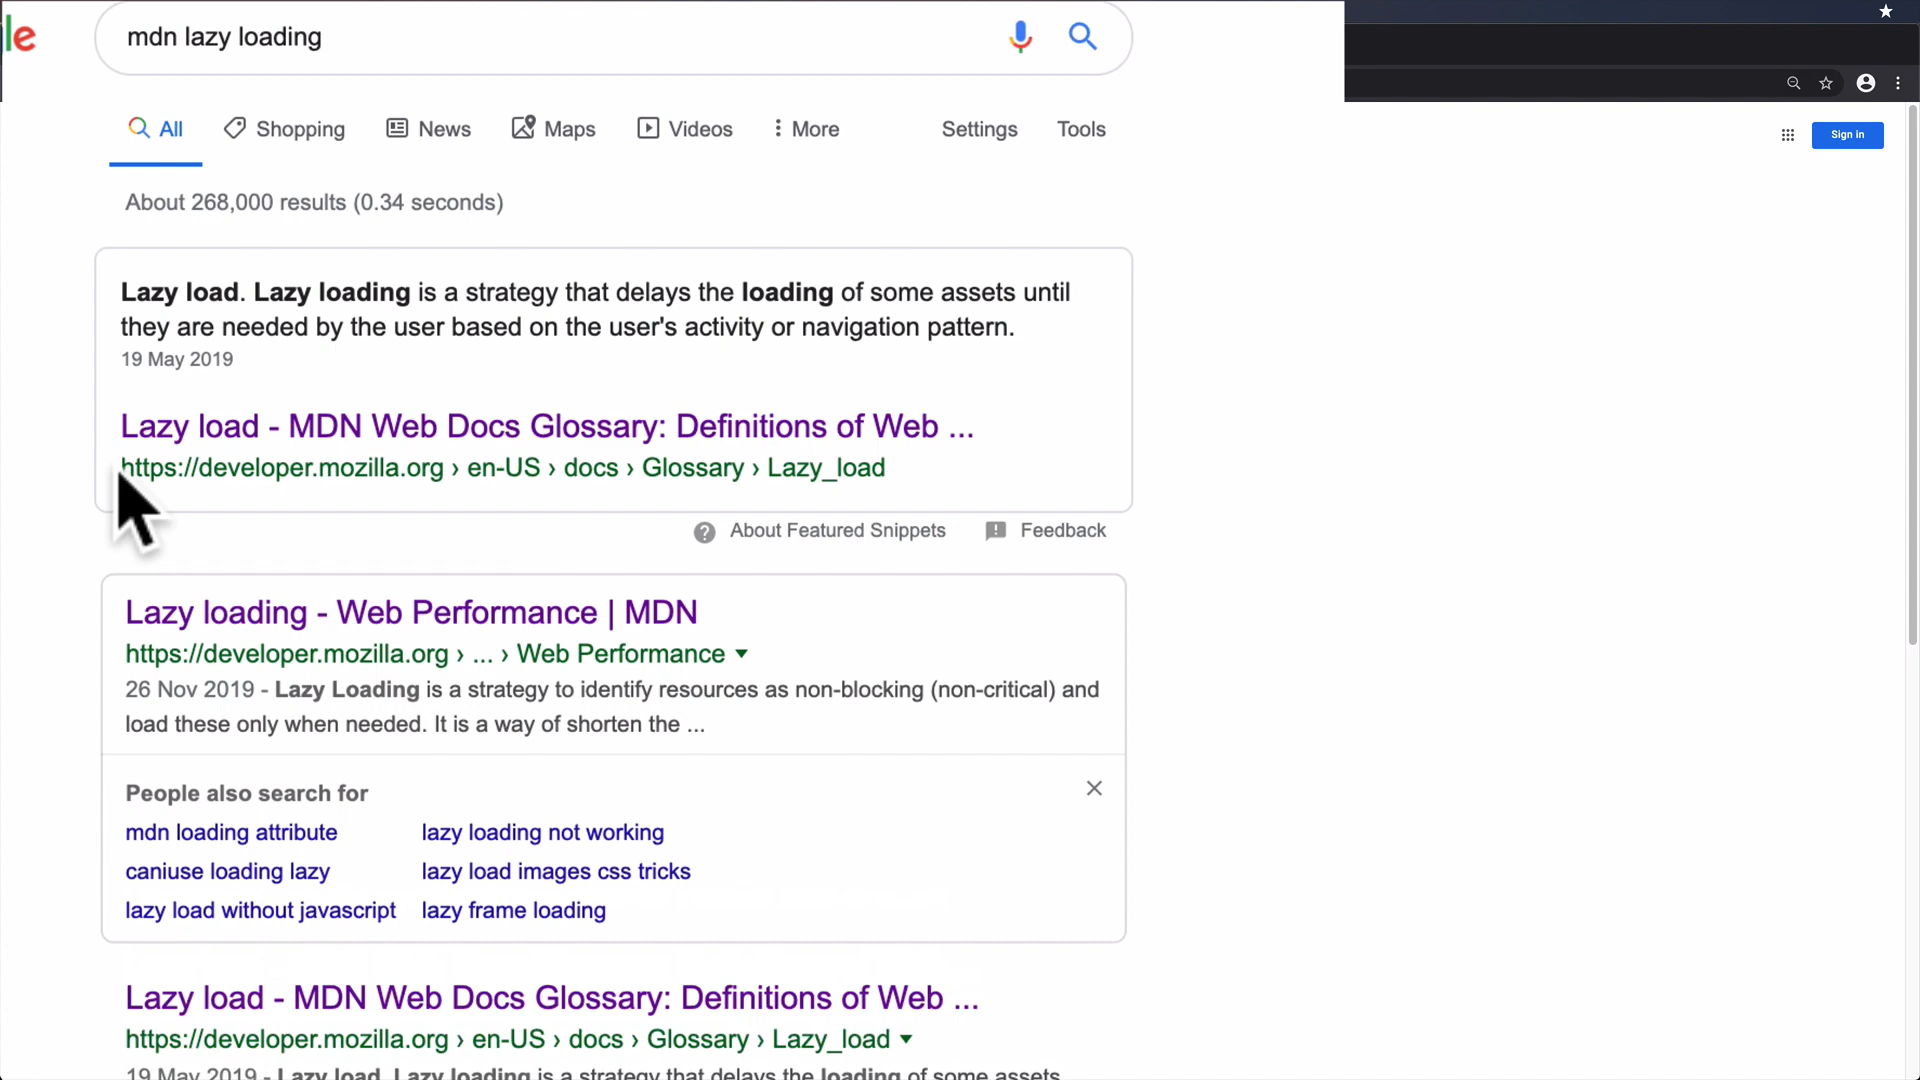 le
mdn lazy loading
All
Shopping
News
Maps
Videos
More
Settings
Tools
Sign in
About 268,000 results (0.34 seconds)
Lazy load. Lazy loading is a strategy that delays the loading of some assets until
they are needed by the user based on the user's activity or navigation pattern.
19 May 2019
Lazy load - MDN Web Docs Glossary: Definitions of Web ...
https://developer.mozilla.org › en-US › docs › Glossary › Lazy_load
About Featured Snippets
Feedback
Lazy loading - Web Performance | MDN
https://developer.mozilla.org › ... › Web Performance
26 Nov 2019 - Lazy Loading is a strategy to identify resources as non-blocking (non-critical) and
load these only when needed. It is a way of shorten the ...
People also search for
mdn loading attribute
lazy loading not working
caniuse loading lazy
lazy load images css tricks
lazy load without javascript
lazy frame loading
Lazy load - MDN Web Docs Glossary: Definitions of Web ...
https://developer.mozilla.org › en-US › docs › Glossary › Lazy_load
19 May 2019 - Lazy load. Lazy loading is a strategy that delays the loading of some assets